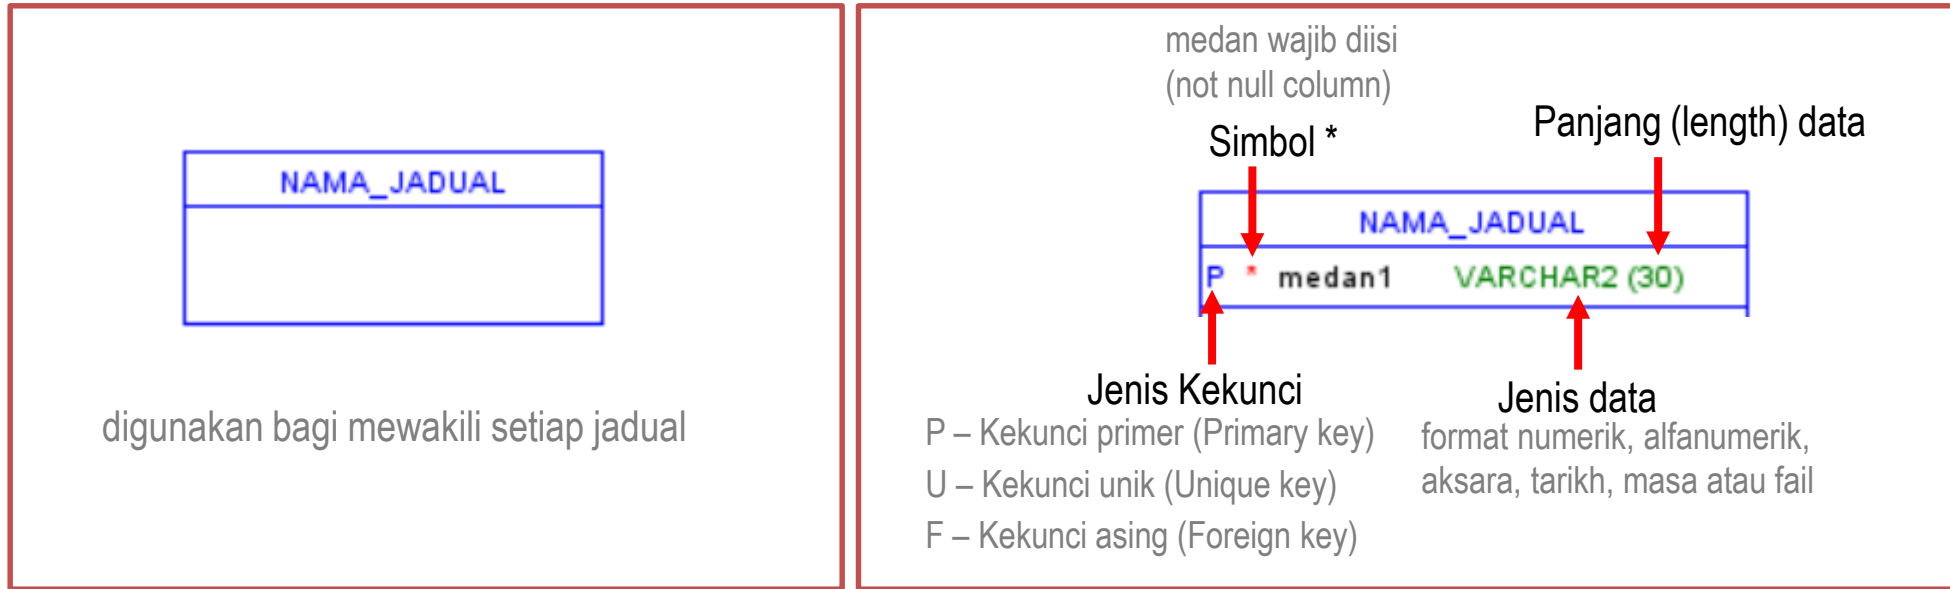 NAMA_JADUAL
digunakan bagi mewakili setiap jadual
medan wajib diisi
(not null column)
Simbol *
Panjang (length) data
NAMA_JADUAL
P * medan1 VARCHAR2 (30)
Jenis Kekunci
P – Kekunci primer (Primary key)
U – Kekunci unik (Unique key)
F – Kekunci asing (Foreign key)
Jenis data
format numerik, alfanumerik,
aksara, tarikh, masa atau fail